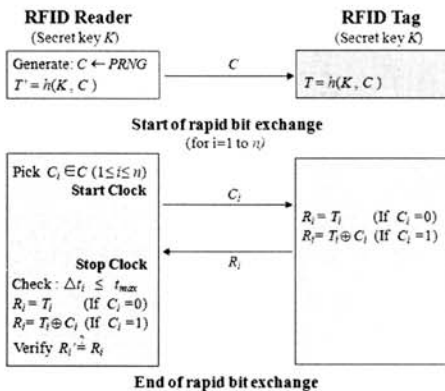 RFID Reader
(Secret key K)
RFID Tag
(Secret key K)
Generate: C ← PRNG
T' = h(K, C)
C
T = h(K, C)
Start of rapid bit exchange
(for i=1 to n)
Pick Cᵢ ∈ C (1≤i≤n)
Start Clock
Cᵢ
Rᵢ = Tᵢ (If Cᵢ =0)
Rᵢ = Tᵢ ⊕ Cᵢ (If Cᵢ =1)
Rᵢ
Stop Clock
Check : △tᵢ ≤ tmax
Rᵢ = Tᵢ (If Cᵢ =0)
Rᵢ = Tᵢ ⊕ Cᵢ (If Cᵢ =1)
Verify Rᵢ' ≟ Rᵢ
End of rapid bit exchange